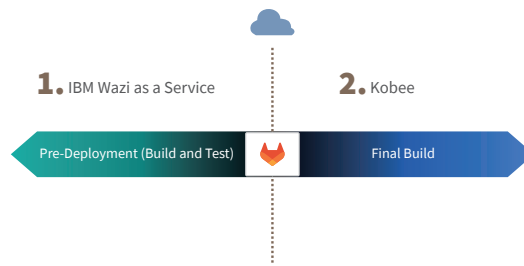 1. IBM Wazi as a Service
2. Kobee
Pre-Deployment (Build and Test)
Final Build